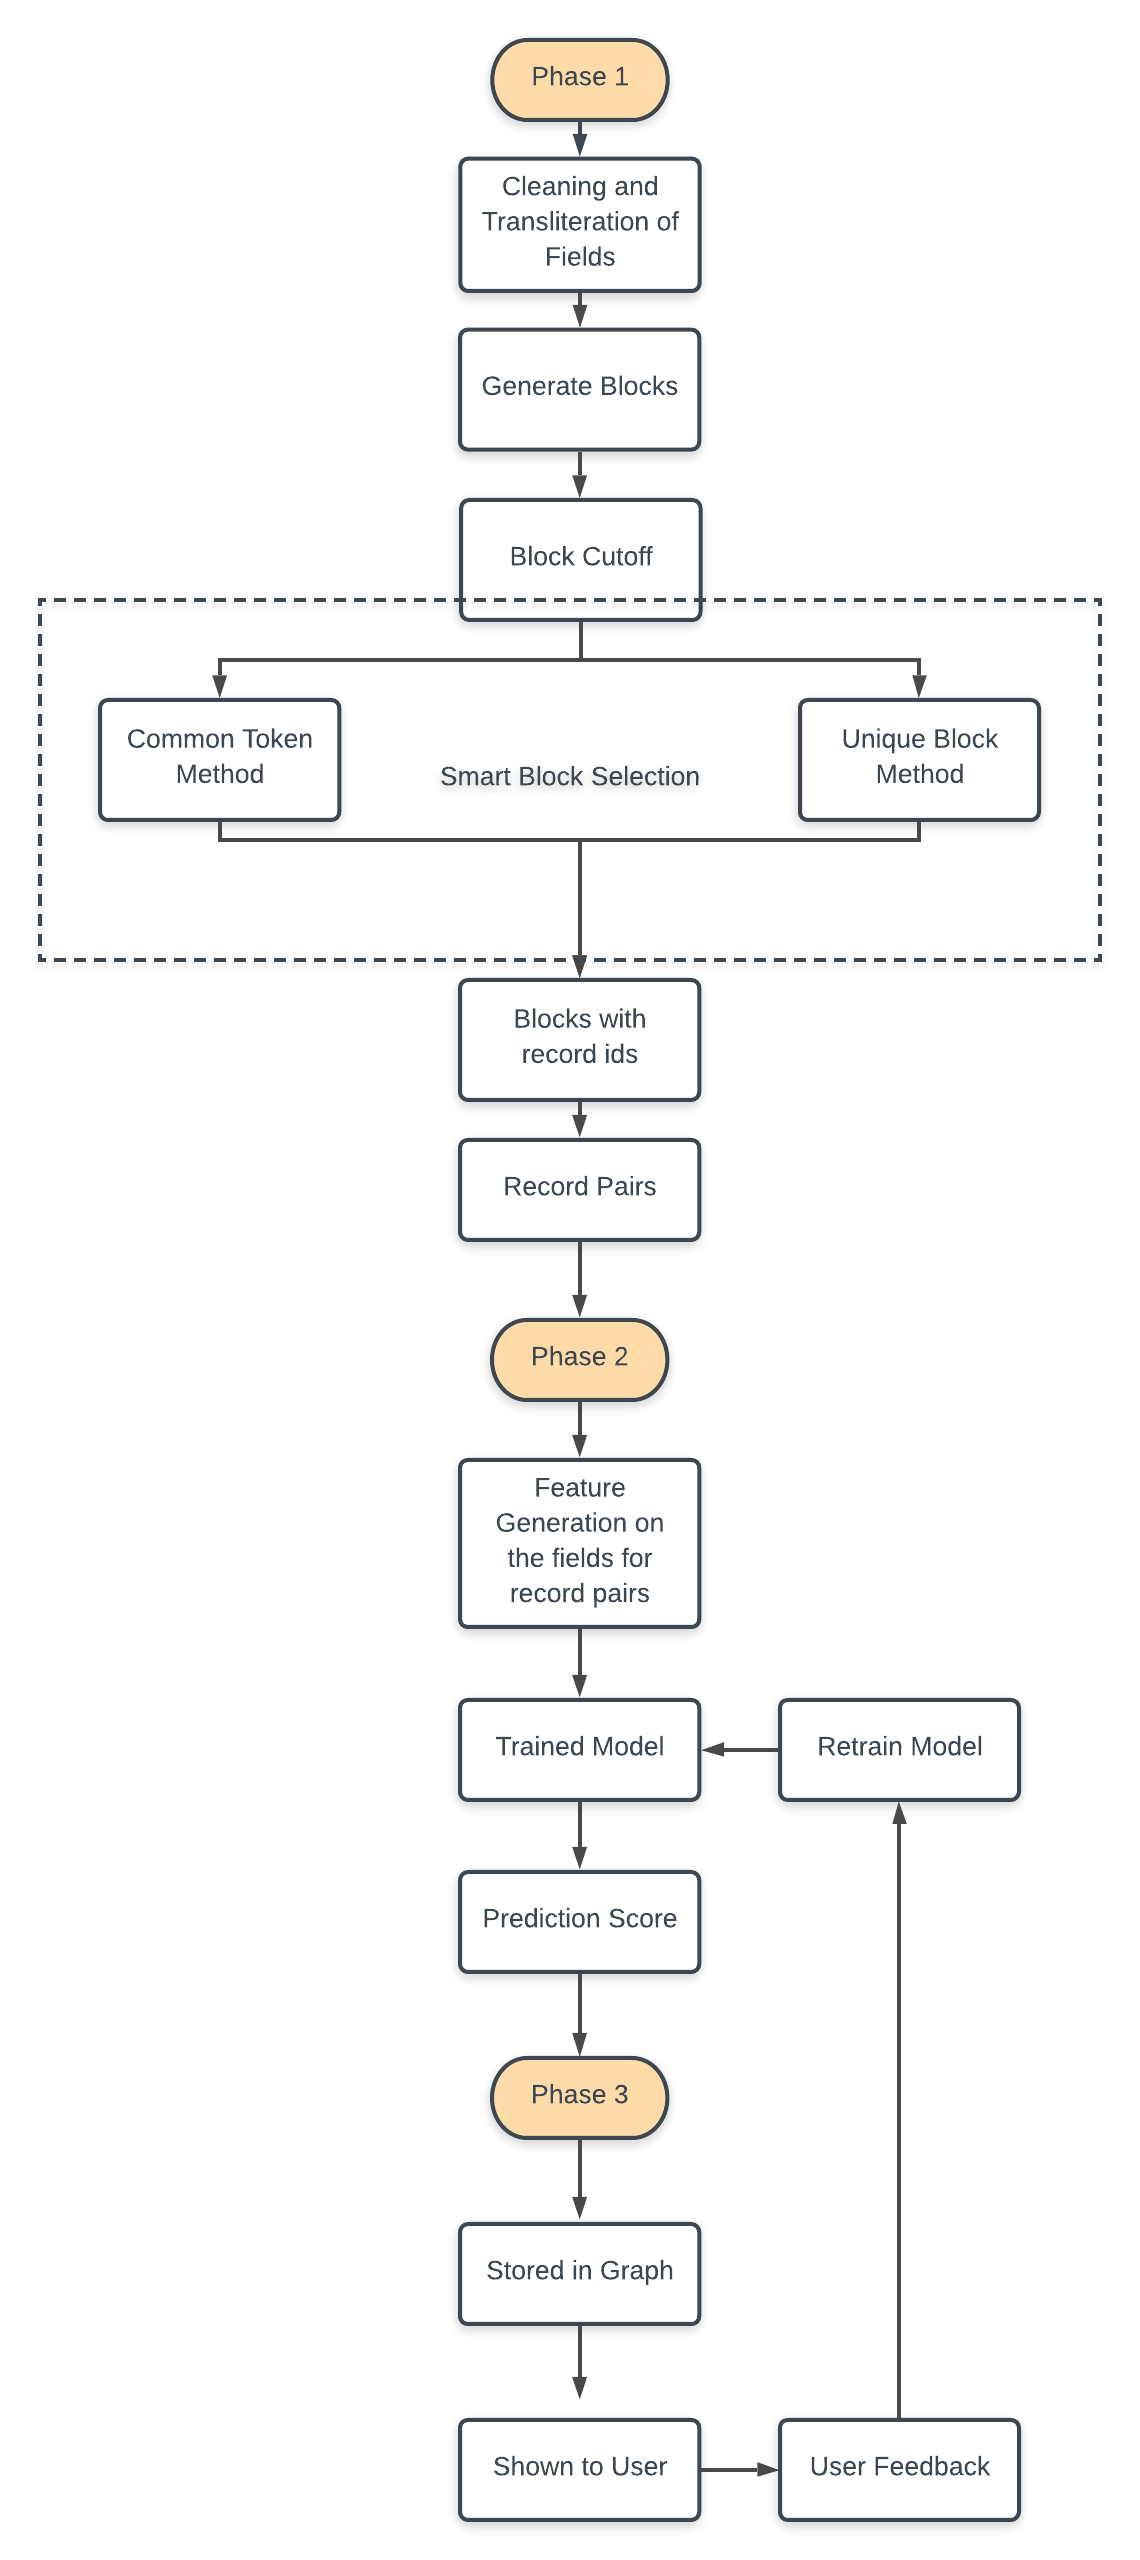 Phase 1
Cleaning and
Transliteration of
Fields
Generate Blocks
Block Cutoff
Common Token
Method
Smart Block Selection
Unique Block
Method
Blocks with
record ids
Record Pairs
Phase 2
Feature
Generation on
the fields for
record pairs
Trained Model
Retrain Model
Prediction Score
Phase 3
Stored in Graph
Shown to User
User Feedback